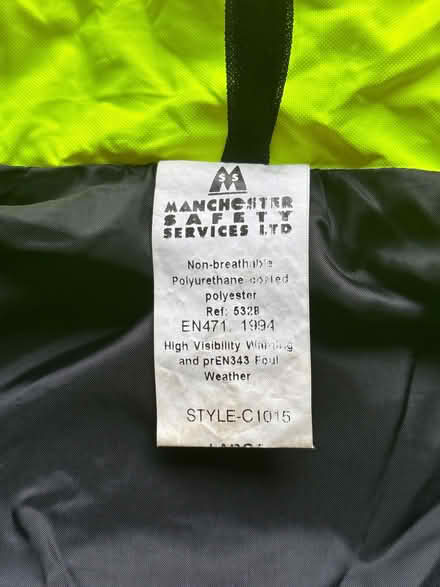 MSS
MANCHESTER
SAFETY
SERVICES LTD
Non-breathable
Polyurethane coated
polyester
Ref: 532B
EN471. 1994
High Visibility Warning
and prEN343 Foul
Weather
STYLE-C1015